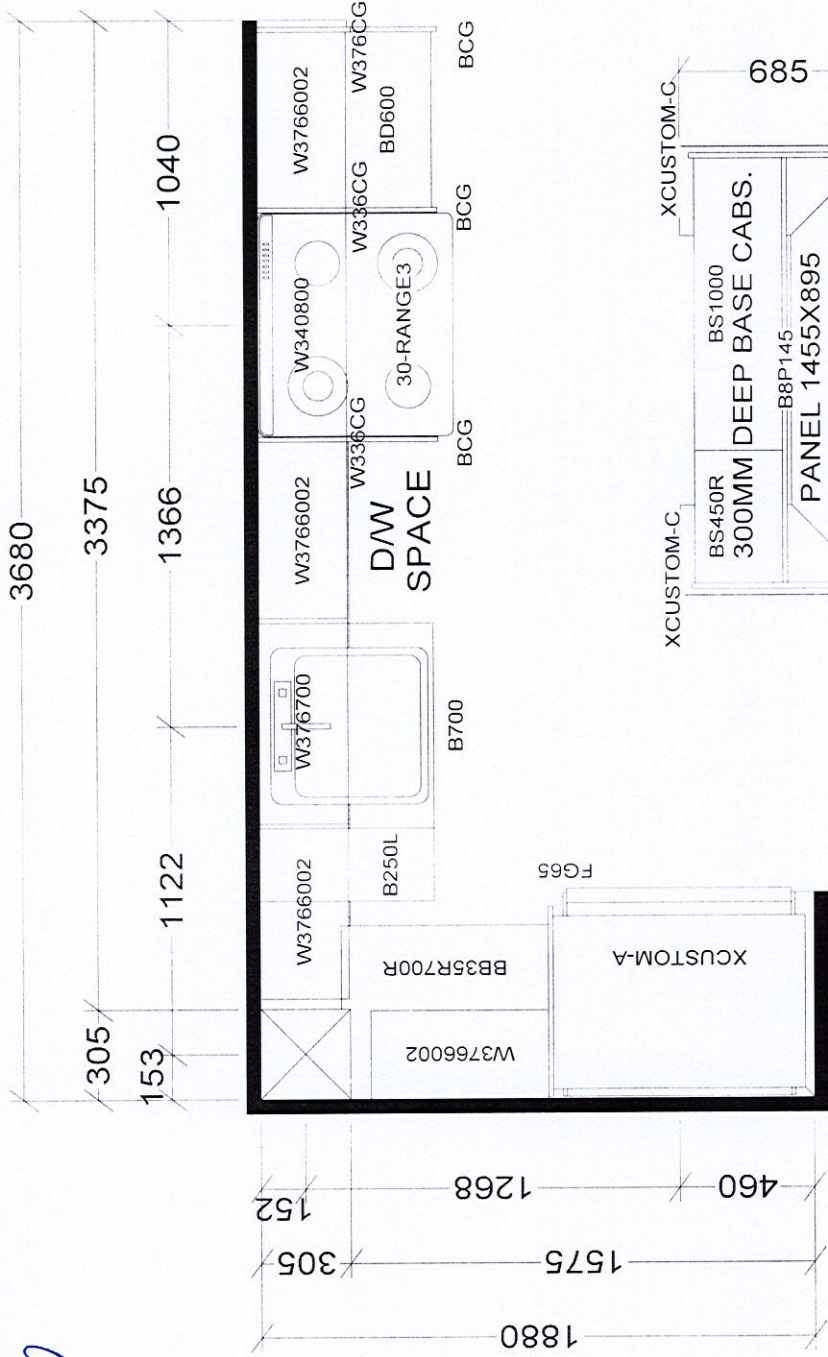 3680
3375
305
1040
1366
1122
153
W3766002
W376CG
BD600
BCG
W336CG
BCG
W340800
30-RANGE3
W336CG
BCG
W3766002
D/W
SPACE
W376700
B700
W3766002
B250L
BB35R700R
W3766002
FG65
XCUSTOM-A
152
1268
460
305
1575
1880
XCUSTOM-C
685
XCUSTOM-C
BS1000
BS450R
300MM DEEP BASE CABS.
B8P145
PANEL 1455X895